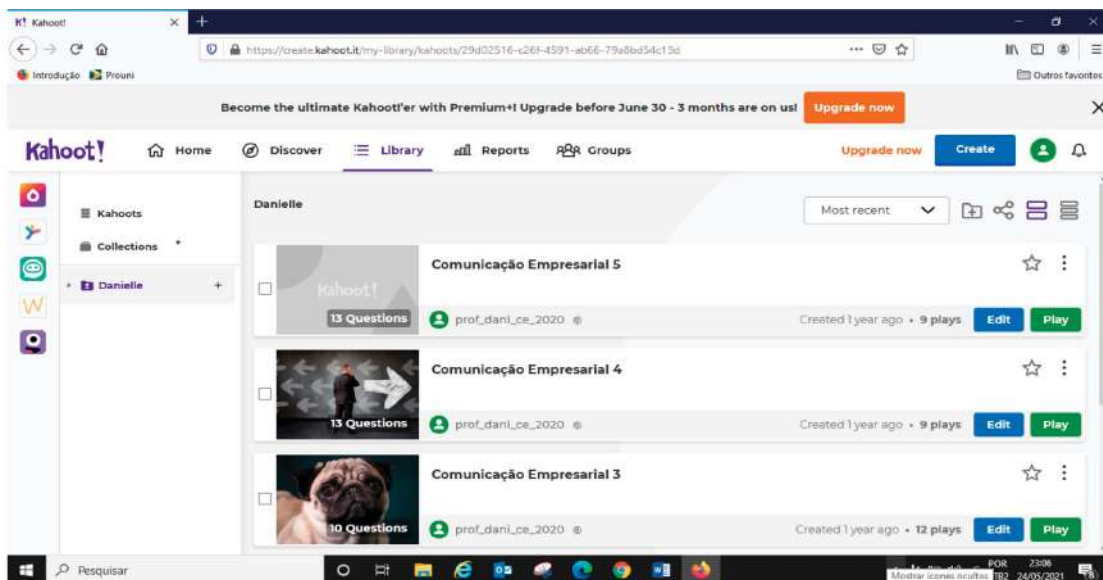 K! Kahoot!
https://create.kahoot.it/my-library/kahoots/29d02516-c26f-4591-ab66-79a8bd54c13d
Introdução Prouni Outros favoritos
Become the ultimate Kahoot!'er with Premium+! Upgrade before June 30 - 3 months are on us! Upgrade now
Kahoot! Home Discover Library Reports Groups Upgrade now Create
Kahoots
Collections
Danielle
Danielle Most recent
Comunicação Empresarial 5
Kahoot!
13 Questions prof_dani_ce_2020 Created 1 year ago • 9 plays Edit Play
Comunicação Empresarial 4
13 Questions prof_dani_ce_2020 Created 1 year ago • 9 plays Edit Play
Comunicação Empresarial 3
10 Questions prof_dani_ce_2020 Created 1 year ago • 12 plays Edit Play
Pesquisar POR 23:06
Mostrar ícones ocultos TB2 24/05/2021